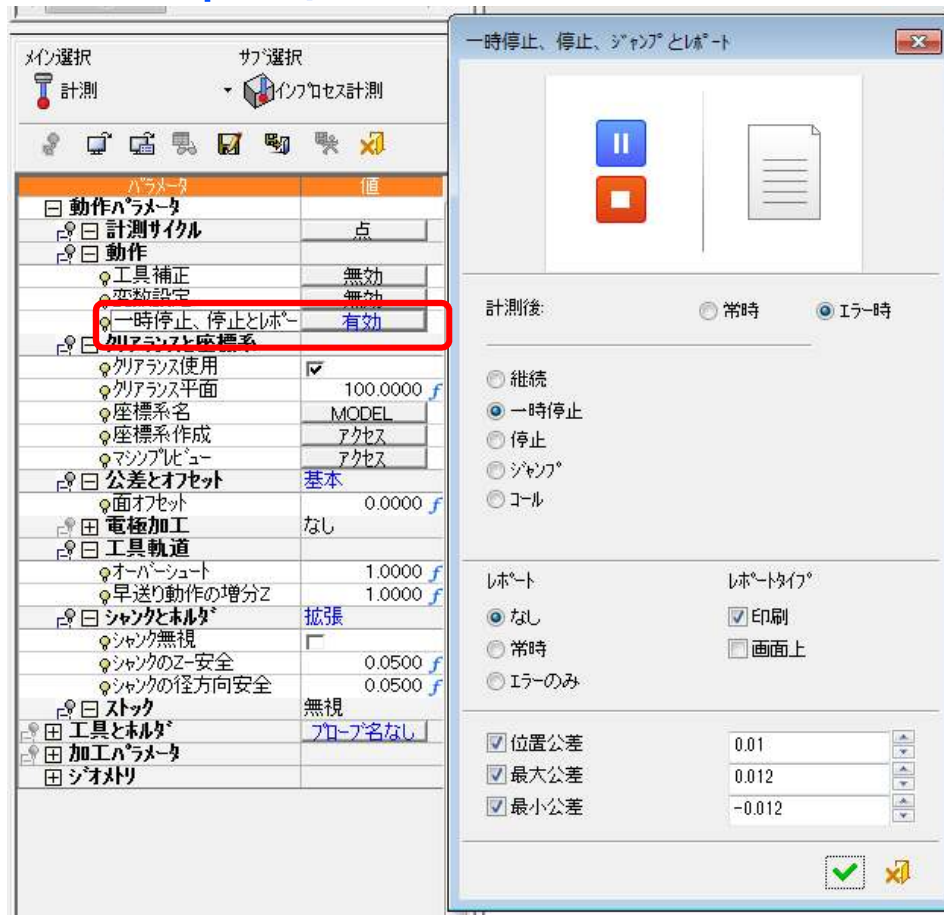 一時停止、停止、ｼﾞｬﾝﾌﾟとﾚﾎﾟｰﾄ
ﾒｲﾝ選択 ｻﾌﾞ選択
計測 ｲﾝﾌﾟﾛｾｽ計測
ﾊﾟﾗﾒｰﾀ 値
動作ﾊﾟﾗﾒｰﾀ
計測ｻｲｸﾙ 点
動作
工具補正 無効
変数設定 無効
一時停止、停止とﾚﾎﾟｰ 有効
ｸﾘｱﾗﾝｽと座標系
ｸﾘｱﾗﾝｽ使用
ｸﾘｱﾗﾝｽ平面 100.0000 f
座標系名 MODEL
座標系作成 ｱｸｾｽ
ﾏｼﾝﾌﾟﾚﾋﾞｭｰ ｱｸｾｽ
公差とｵﾌｾｯﾄ 基本
面ｵﾌｾｯﾄ 0.0000 f
電極加工 なし
工具軌道
ｵｰﾊﾞｰｼｭｰﾄ 1.0000 f
早送り動作の増分Z 1.0000 f
ｼｬﾝｸとﾎﾙﾀﾞ 拡張
ｼｬﾝｸ無視
ｼｬﾝｸのZ-安全 0.0500 f
ｼｬﾝｸの径方向安全 0.0500 f
ｽﾄｯｸ 無視
工具とﾎﾙﾀﾞ ﾌﾟﾛｰﾌﾞ名なし
加工ﾊﾟﾗﾒｰﾀ
ｼﾞｵﾒﾄﾘ
計測後: 常時 ｴﾗｰ時
継続
一時停止
停止
ｼﾞｬﾝﾌﾟ
ｺｰﾙ
ﾚﾎﾟｰﾄ ﾚﾎﾟｰﾄﾀｲﾌﾟ
なし 印刷
常時 画面上
ｴﾗｰのみ
位置公差 0.01
最大公差 0.012
最小公差 -0.012